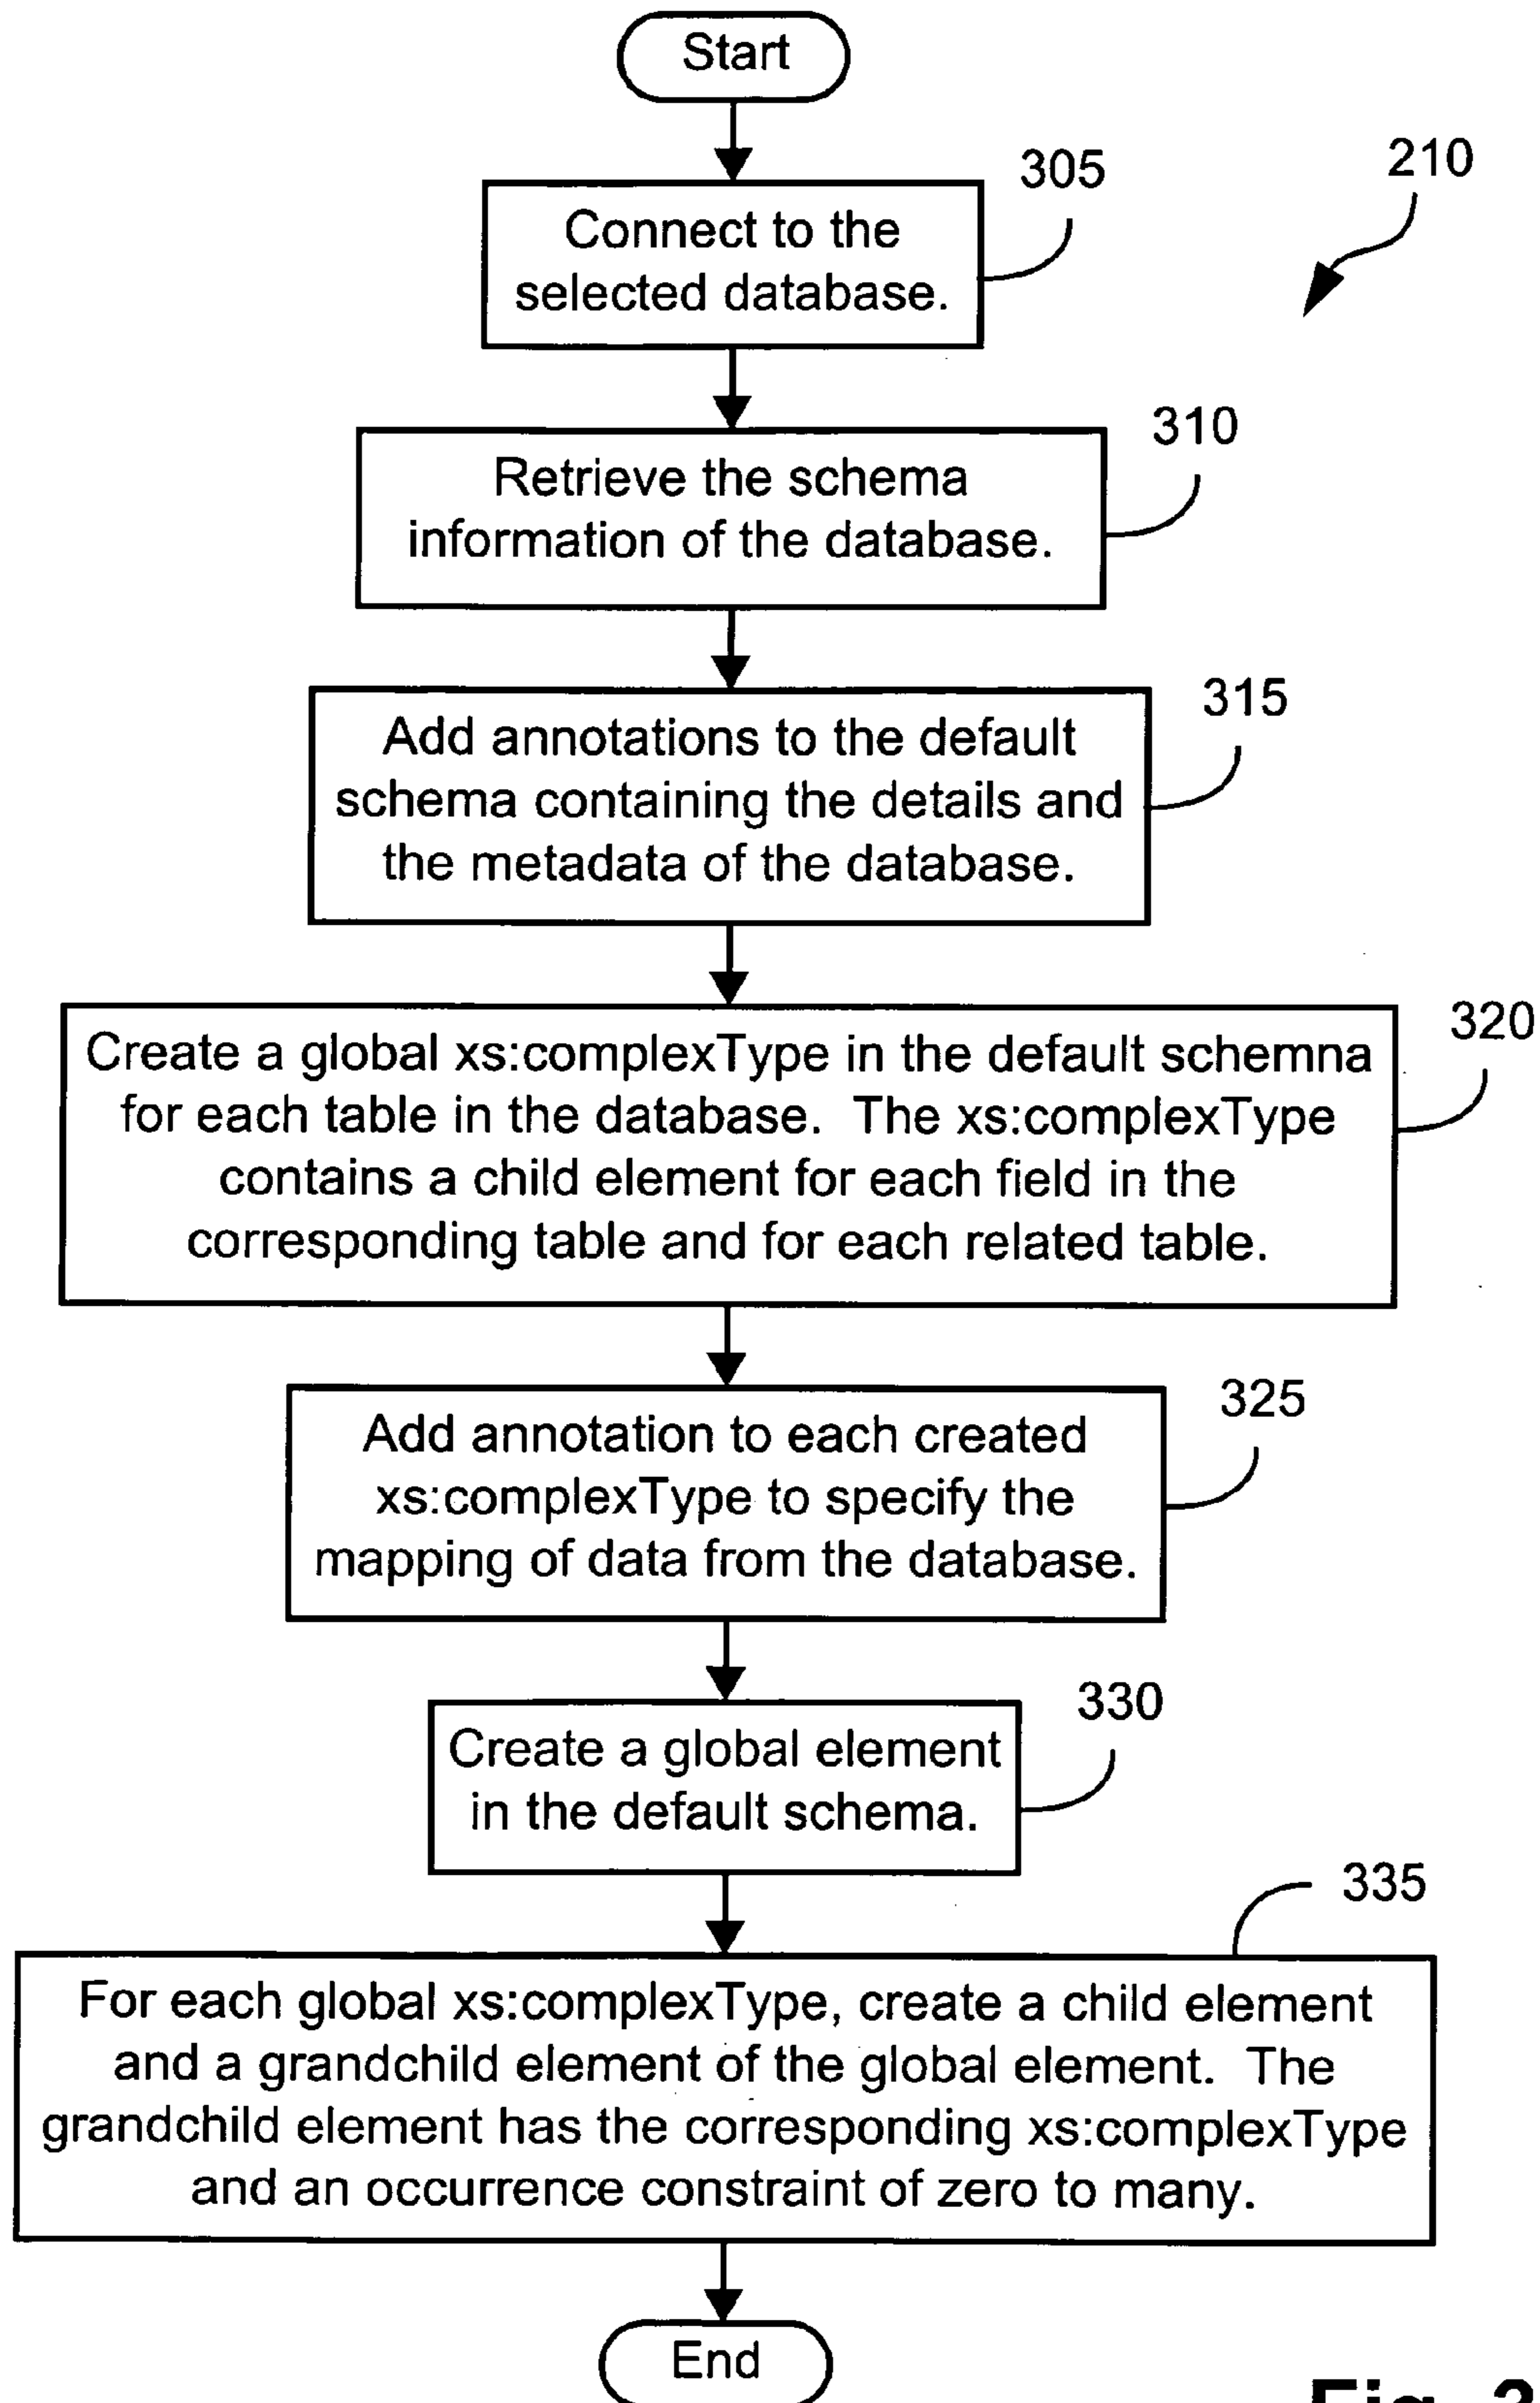 Start
305
210
Connect to the
selected database.
310
Retrieve the schema
information of the database.
315
Add annotations to the default
schema containing the details and
the metadata of the database.
320
Create a global xs:complexType in the default schemna
for each table in the database. The xs:complexType
contains a child element for each field in the
corresponding table and for each related table.
325
Add annotation to each created
xs:complexType to specify the
mapping of data from the database.
330
Create a global element
in the default schema.
335
For each global xs:complexType, create a child element
and a grandchild element of the global element. The
grandchild element has the corresponding xs:complexType
and an occurrence constraint of zero to many.
End
Fig.